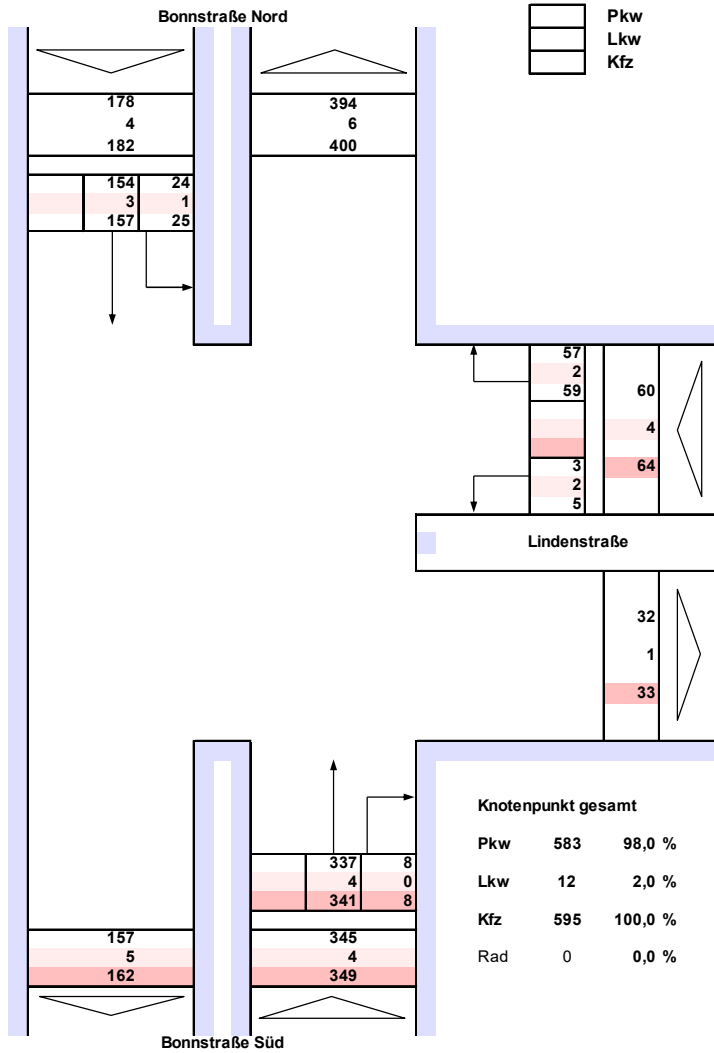 Bonnstraße Nord
Pkw
Lkw
Kfz
178 394
4 6
182 400
154 24
3 1
157 25
57
2
59 60
4
64
3
2
5
Lindenstraße
32
1
33
Knotenpunkt gesamt
Pkw 583 98,0 %
Lkw 12 2,0 %
Kfz 595 100,0 %
Rad 0 0,0 %
337 8
4 0
341 8
157 345
5 4
162 349
Bonnstraße Süd